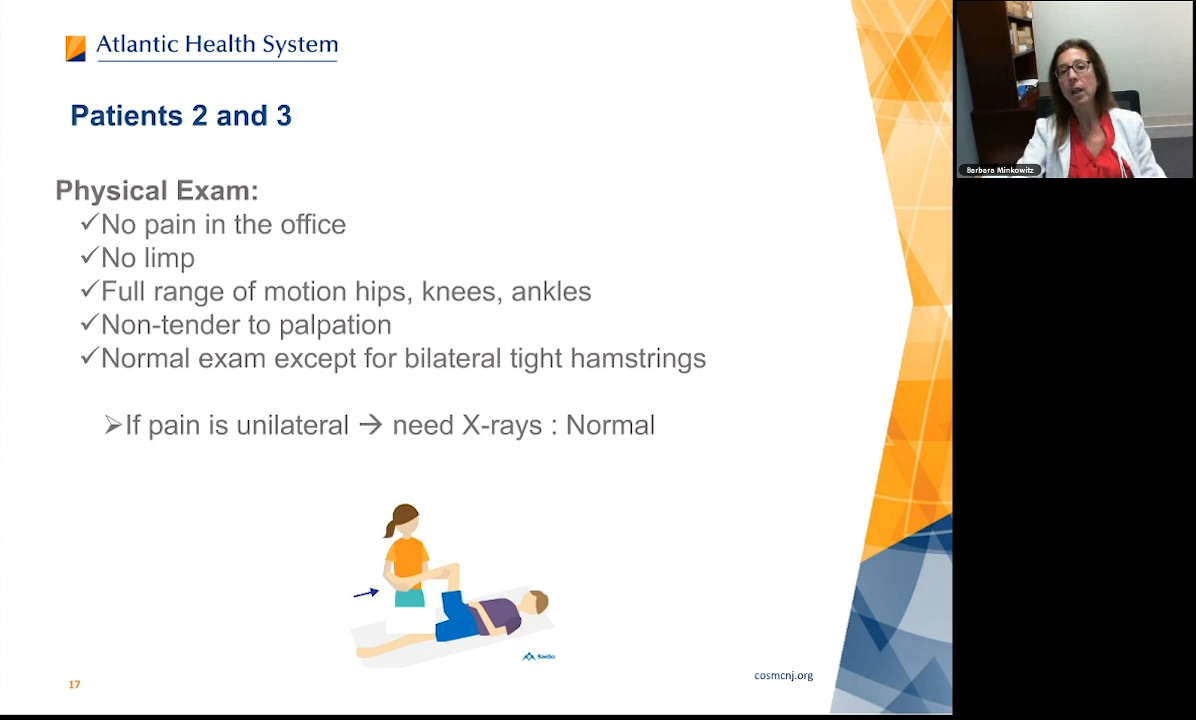 Atlantic Health System
Patients 2 and 3
Physical Exam:
✓No pain in the office
✓No limp
✓Full range of motion hips, knees, ankles
✓Non-tender to palpation
✓Normal exam except for bilateral tight hamstrings
➢If pain is unilateral → need X-rays : Normal
Saebo
17
cosmcnj.org
Barbara Minkowitz